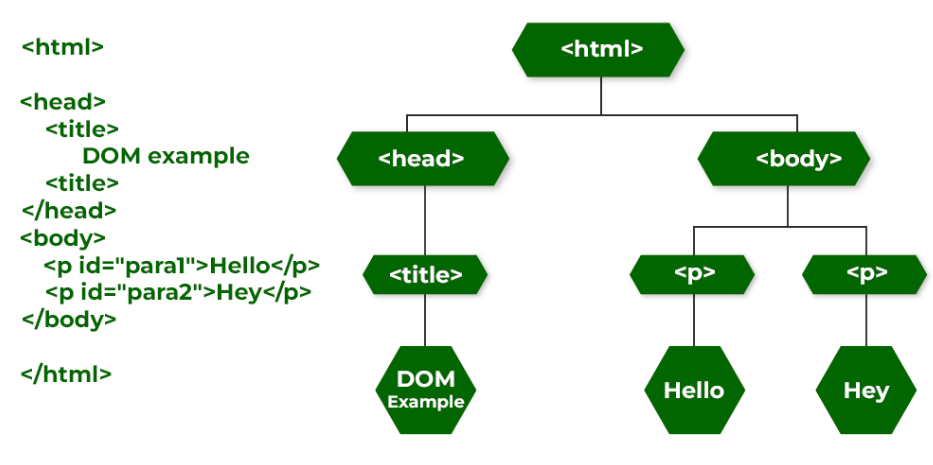 <html>
<head>
<title>
DOM example
<title>
</head>
<body>
<p id="para1">Hello</p>
<p id="para2">Hey</p>
</body>
</html>
<html>
<head>
<body>
<title>
<p>
<p>
DOM
Example
Hello
Hey